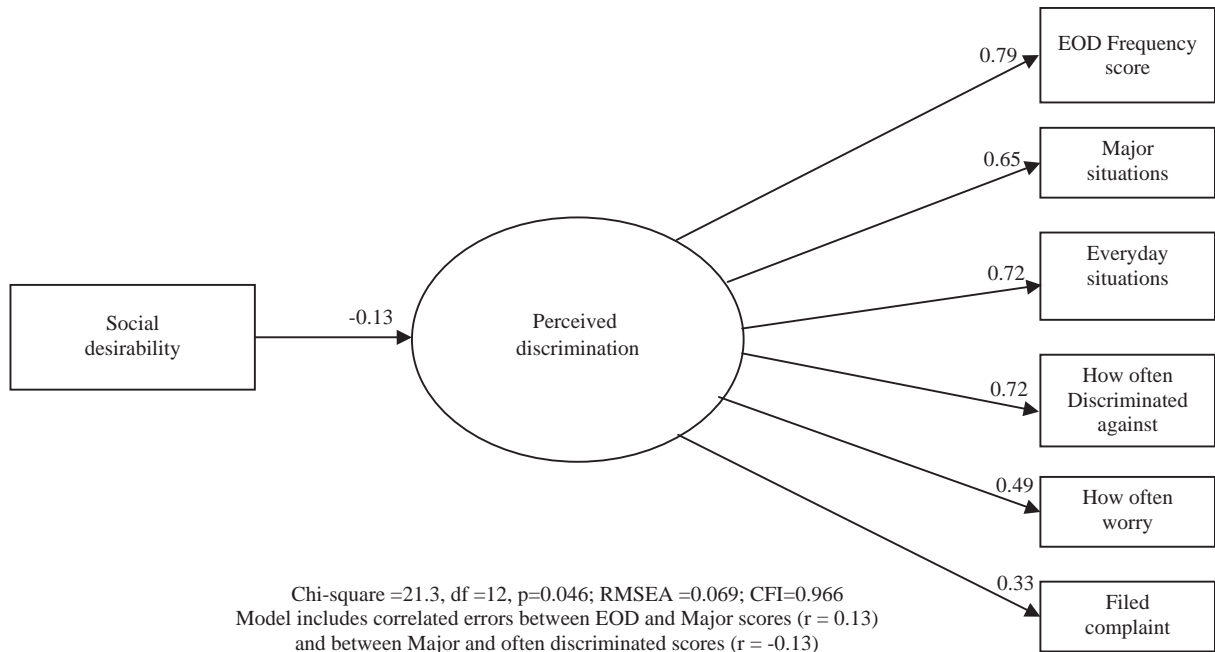 EOD Frequency
score
0.79
Major
situations
0.65
Everyday
situations
0.72
Social
desirability
-0.13
Perceived
discrimination
How often
Discriminated
against
0.72
How often
worry
0.49
Filed
complaint
0.33
Chi-square =21.3, df =12, p=0.046; RMSEA =0.069; CFI=0.966
Model includes correlated errors between EOD and Major scores (r = 0.13)
and between Major and often discriminated scores (r = -0.13)